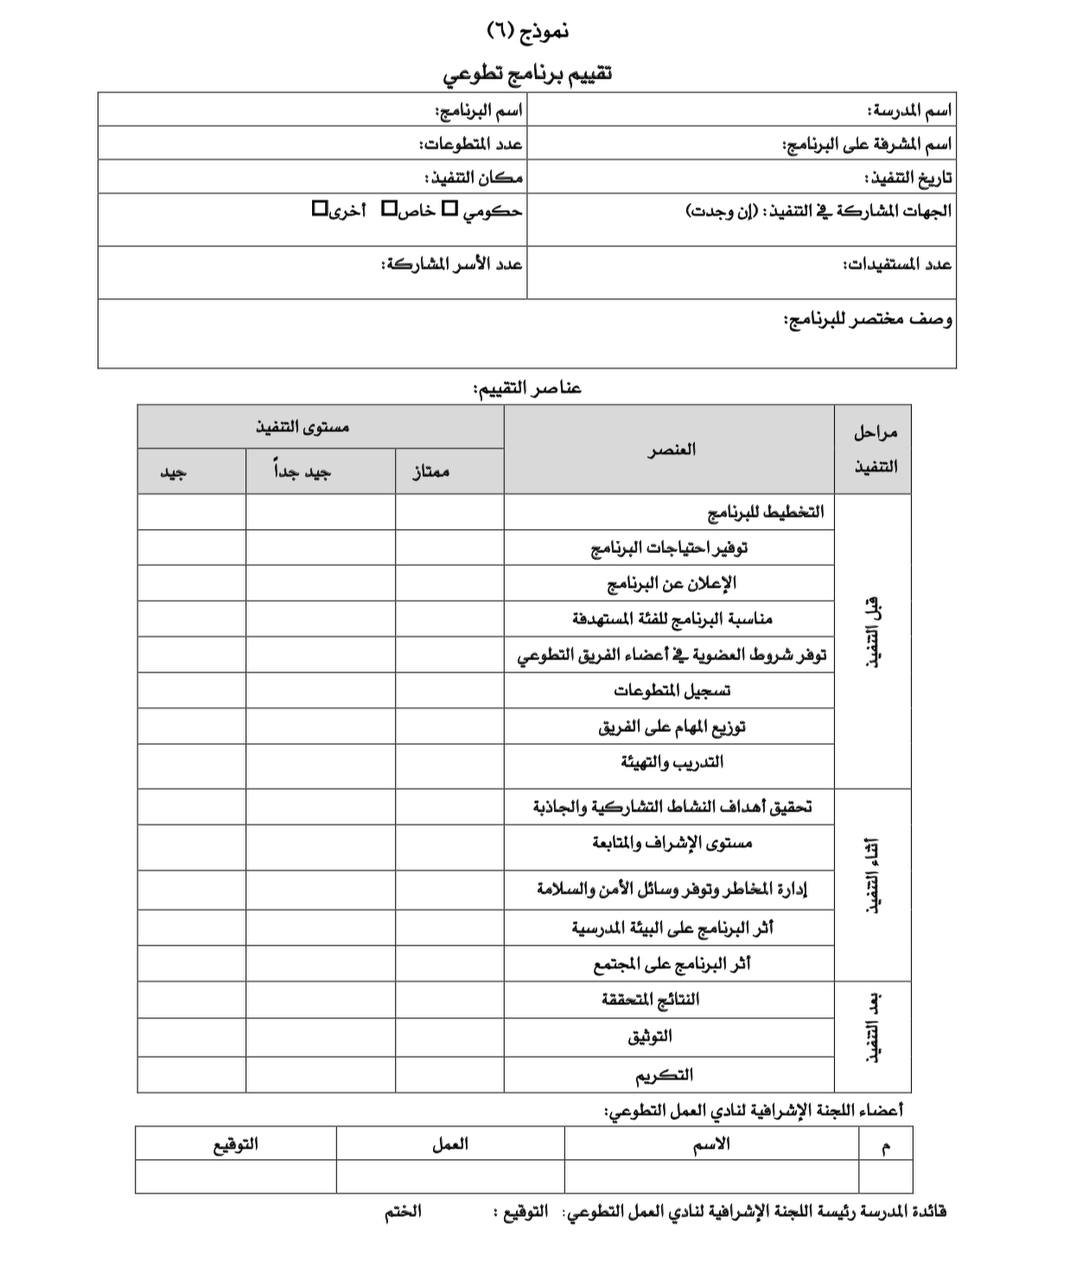 نموذج (٦)
تقييم برنامج تطوعي
اسم المدرسة: اسم البرنامج:
اسم المشرفة على البرنامج: عدد المتطوعات:
تاريخ التنفيذ: مكان التنفيذ:
الجهات المشاركة في التنفيذ: (إن وجدت) حكومي □ خاص□ أخرى□
عدد المستفيدات: عدد الأسر المشاركة:
وصف مختصر للبرنامج:
عناصر التقييم:
مراحل التنفيذ العنصر مستوى التنفيذ
ممتاز جيد جداً جيد
قبل التنفيذ
التخطيط للبرنامج
توفير احتياجات البرنامج
الإعلان عن البرنامج
مناسبة البرنامج للفئة المستهدفة
توفر شروط العضوية في أعضاء الفريق التطوعي
تسجيل المتطوعات
توزيع المهام على الفريق
التدريب والتهيئة
أثناء التنفيذ
تحقيق أهداف النشاط التشاركية والجاذبة
مستوى الإشراف والمتابعة
إدارة المخاطر وتوفر وسائل الأمن والسلامة
أثر البرنامج على البيئة المدرسية
أثر البرنامج على المجتمع
بعد التنفيذ
النتائج المتحققة
التوثيق
التكريم
أعضاء اللجنة الإشرافية لنادي العمل التطوعي:
م الاسم العمل التوقيع
قائدة المدرسة رئيسة اللجنة الإشرافية لنادي العمل التطوعي: التوقيع : الختم